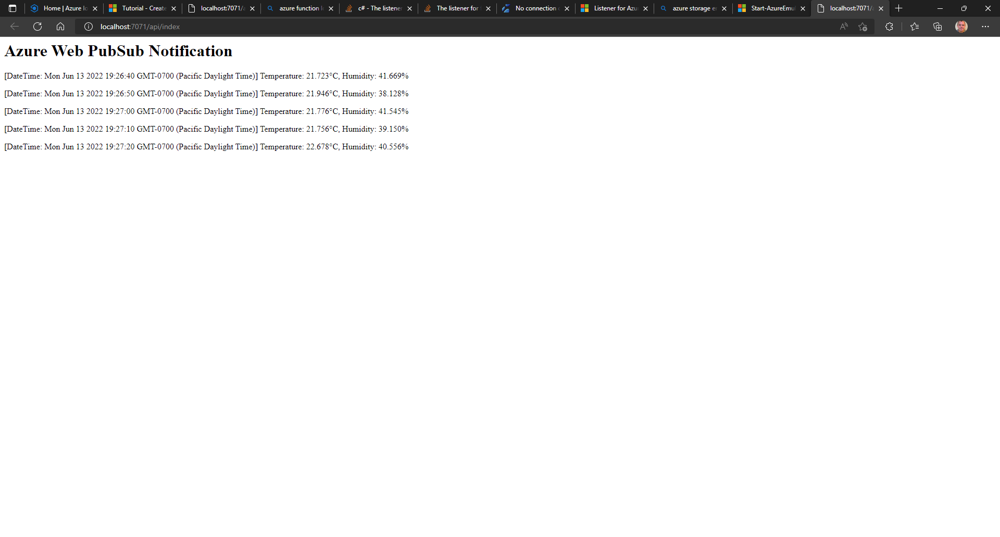 Home | Azure Io
Tutorial - Create
localhost:7071/a
azure function lo
c# - The listener
The listener for
No connection
Listener for Azu
azure storage e
Start-AzureEmul
localhost:7071/a
localhost:7071/api/index
Azure Web PubSub Notification
[DateTime: Mon Jun 13 2022 19:26:40 GMT-0700 (Pacific Daylight Time)] Temperature: 21.723°C, Humidity: 41.669%
[DateTime: Mon Jun 13 2022 19:26:50 GMT-0700 (Pacific Daylight Time)] Temperature: 21.946°C, Humidity: 38.128%
[DateTime: Mon Jun 13 2022 19:27:00 GMT-0700 (Pacific Daylight Time)] Temperature: 21.776°C, Humidity: 41.545%
[DateTime: Mon Jun 13 2022 19:27:10 GMT-0700 (Pacific Daylight Time)] Temperature: 21.756°C, Humidity: 39.150%
[DateTime: Mon Jun 13 2022 19:27:20 GMT-0700 (Pacific Daylight Time)] Temperature: 22.678°C, Humidity: 40.556%